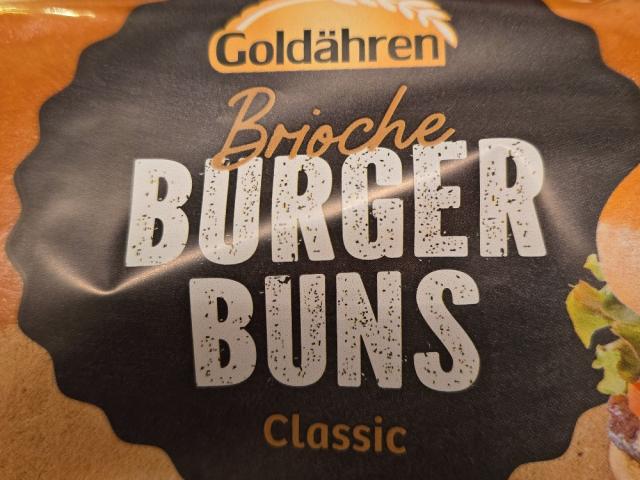 Goldähren
Brioche
BURGER
BUNS
Classic